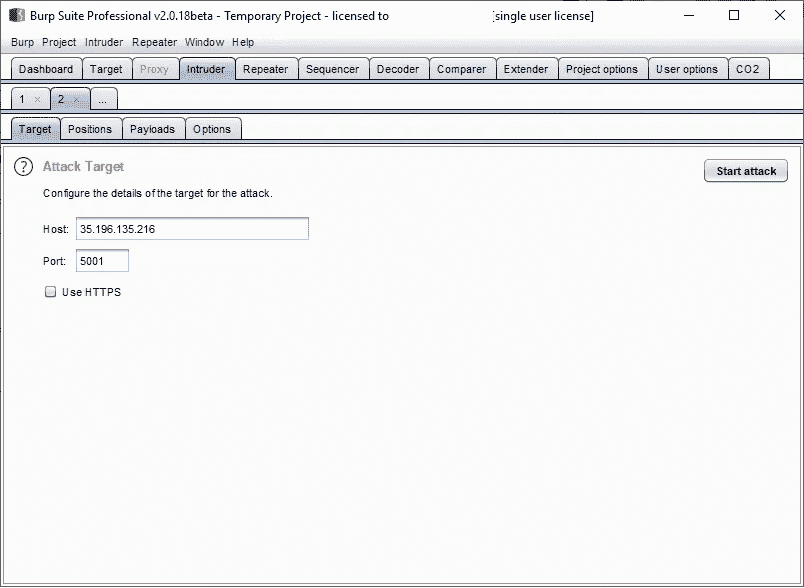 Burp Suite Professional v2.0.18beta - Temporary Project - licensed to [single user license]
Burp Project Intruder Repeater Window Help
Dashboard Target Proxy Intruder Repeater Sequencer Decoder Comparer Extender Project options User options CO2
1 × 2 × ...
Target Positions Payloads Options
? Attack Target
Start attack
Configure the details of the target for the attack.
Host: 35.196.135.216
Port: 5001
Use HTTPS